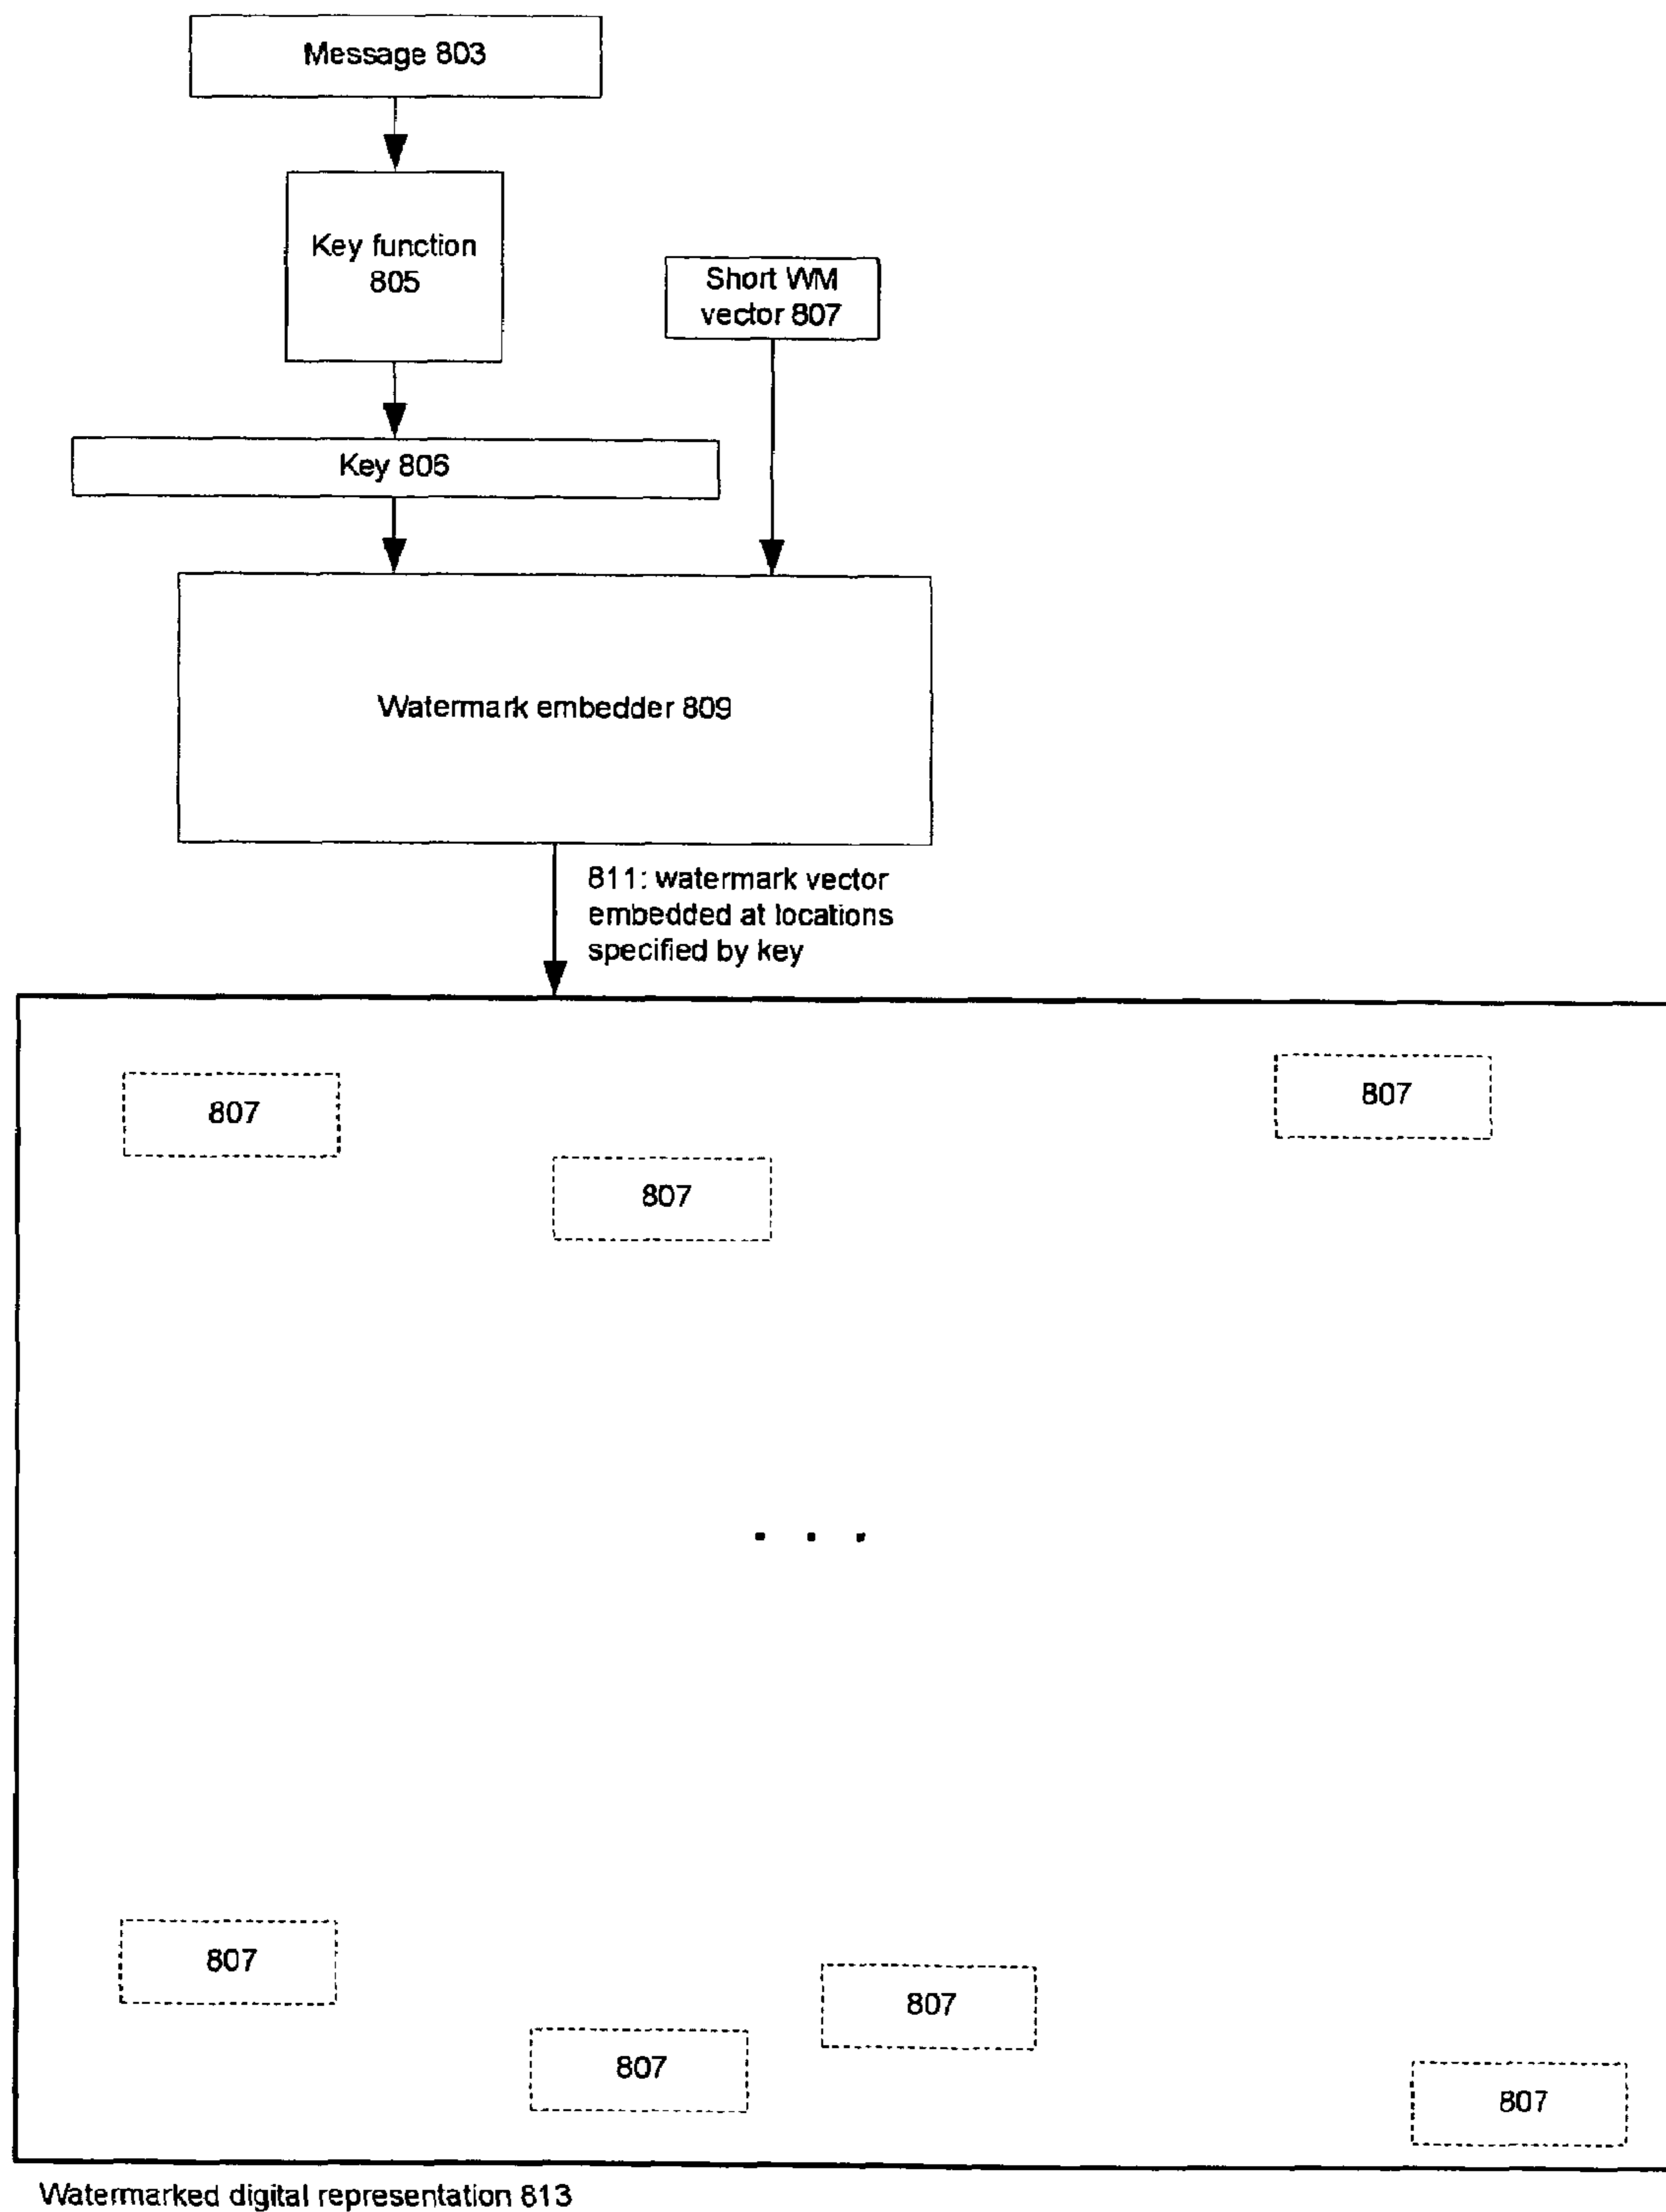 Message 803
Key function
805
Short WM
vector 807
Key 806
Watermark embedder 809
811: watermark vector
embedded at locations
specified by key
807
807
807
. . .
807
807
807
807
Watermarked digital representation 813